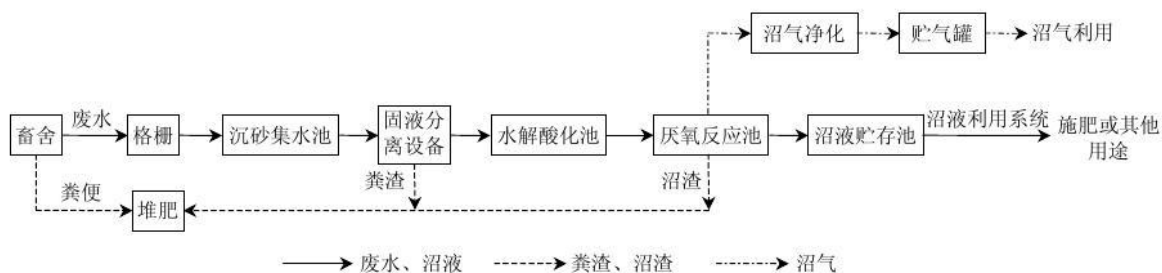 沼气净化
贮气罐
沼气利用
畜舍
废水
格栅
沉砂集水池
固液分
离设备
水解酸化池
厌氧反应池
沼液贮存池
沼液利用系统
施肥或其他
用途
粪便
堆肥
粪渣
沼渣
废水、沼液
粪渣、沼渣
沼气